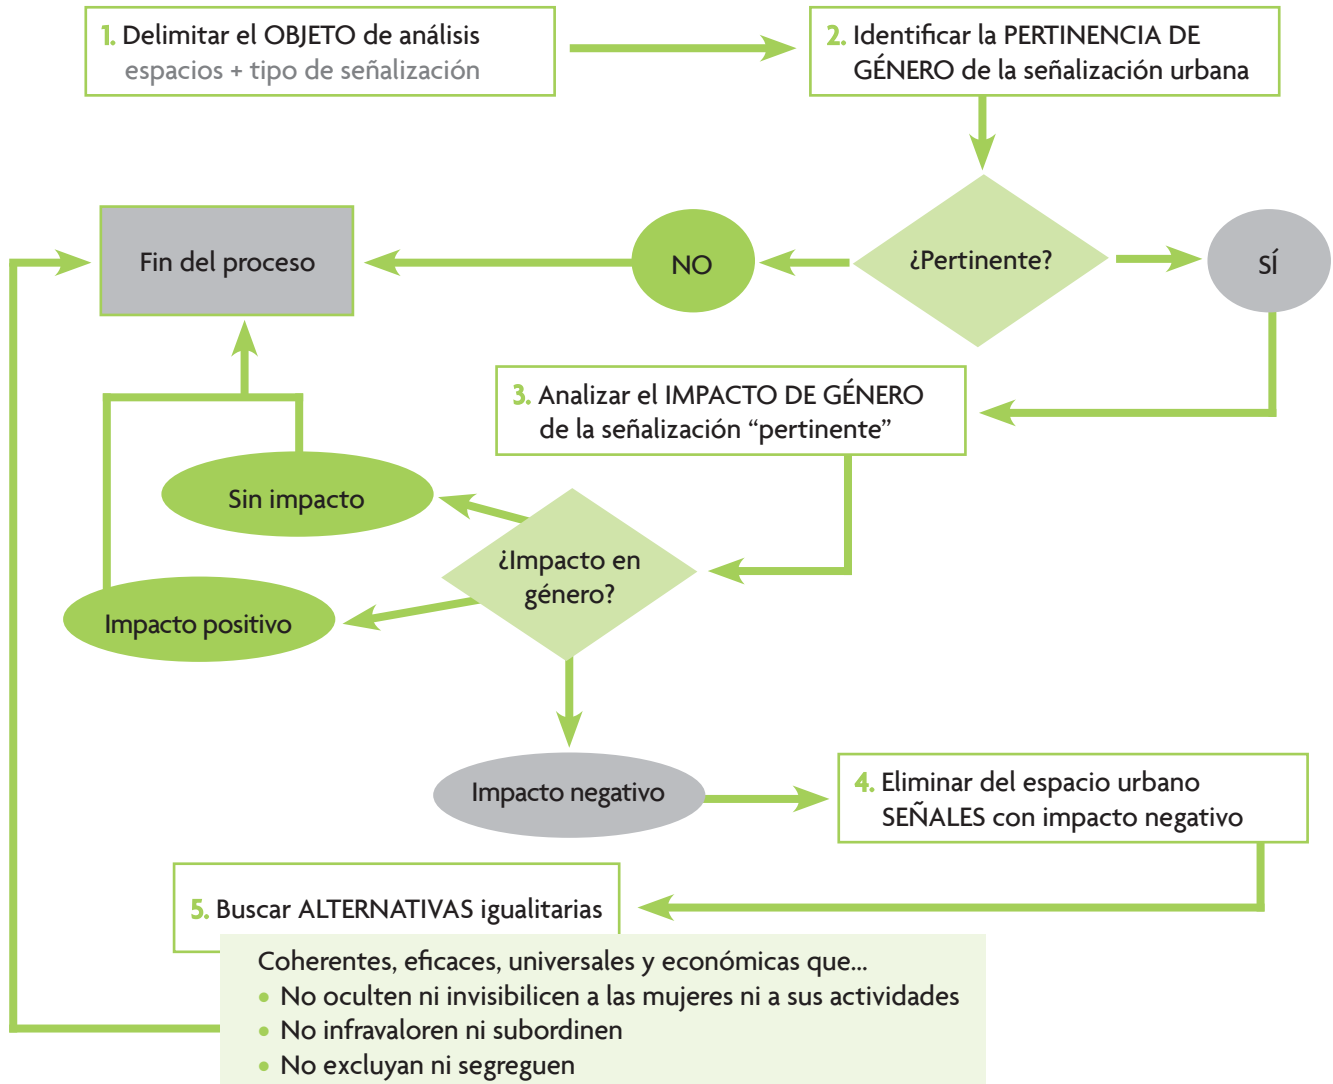 1. Delimitar el OBJETO de análisis
espacios + tipo de señalización
2. Identificar la PERTINENCIA DE
GÉNERO de la señalización urbana
Fin del proceso
NO
¿Pertinente?
SÍ
3. Analizar el IMPACTO DE GÉNERO
de la señalización “pertinente”
Sin impacto
¿Impacto en
género?
Impacto positivo
Impacto negativo
4. Eliminar del espacio urbano
SEÑALES con impacto negativo
5. Buscar ALTERNATIVAS igualitarias
Coherentes, eficaces, universales y económicas que...
• No oculten ni invisibilicen a las mujeres ni a sus actividades
• No infravaloren ni subordinen
• No excluyan ni segreguen